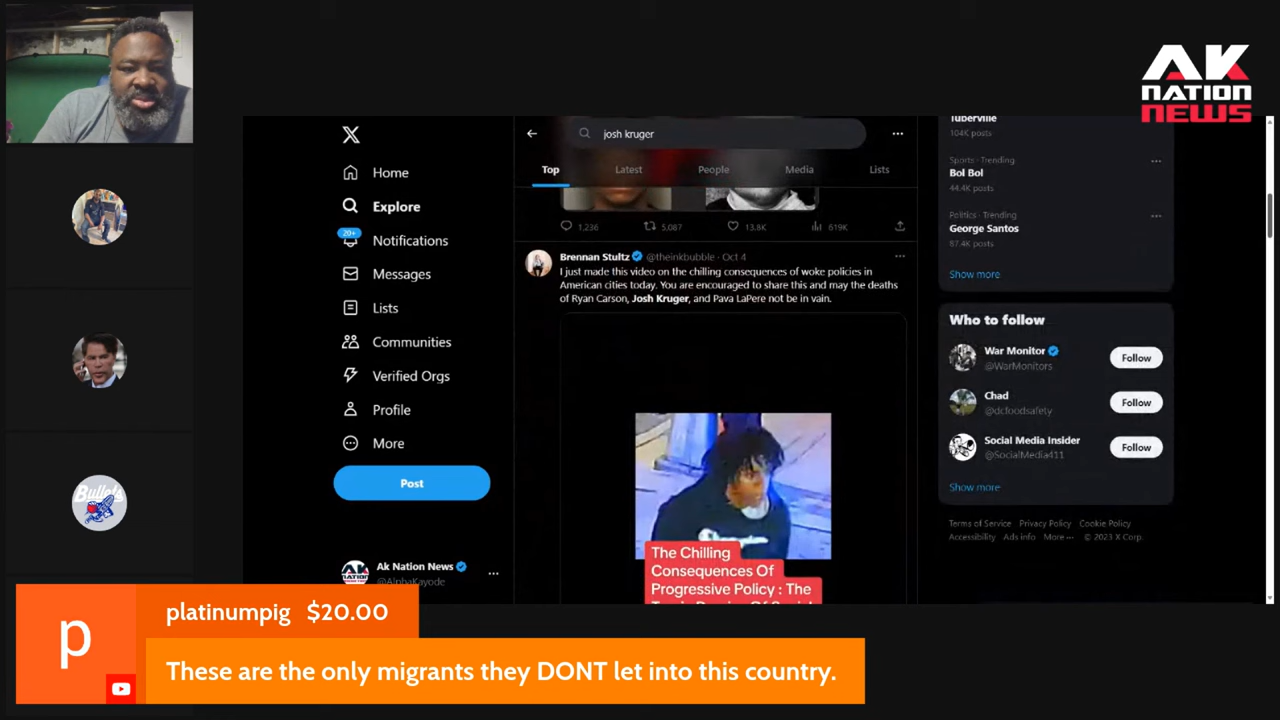 AK
NATION
NEWS
X
Home
Explore
20+
Notifications
Messages
Lists
Communities
Verified Orgs
Profile
More
Post
Ak Nation News
@AlphaKayode
josh kruger
Top Latest People Media Lists
1,236 5,087 13.8K 619K
Brennan Stultz @theinkbubble · Oct 4
I just made this video on the chilling consequences of woke policies in
American cities today. You are encouraged to share this and may the deaths
of Ryan Carson, Josh Kruger, and Pava LaPere not be in vain.
The Chilling
Consequences Of
Progressive Policy : The
Tuberville
104K posts
Sports · Trending
Bol Bol
44.4K posts
Politics · Trending
George Santos
87.4K posts
Show more
Who to follow
War Monitor
@WarMonitors
Follow
Chad
@dcfoodsafety
Follow
Social Media Insider
@SocialMedia411
Follow
Show more
Terms of Service Privacy Policy Cookie Policy
Accessibility Ads info More ··· © 2023 X Corp.
Bullets
p
platinumpig $20.00
These are the only migrants they DONT let into this country.